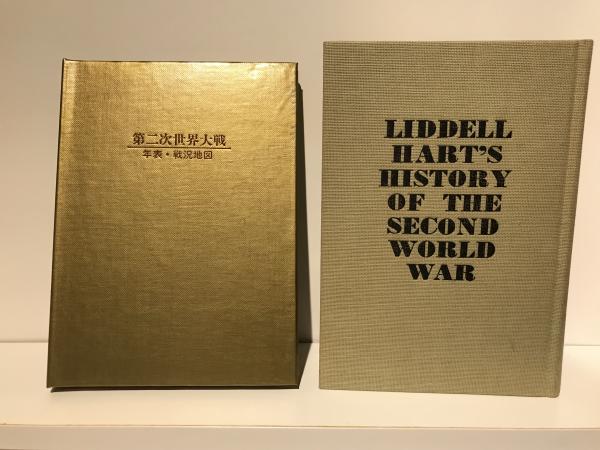 第二次世界大戦
年表・戦況地図
LIDDELL
HART'S
HISTORY
OF THE
SECOND
WORLD
WAR